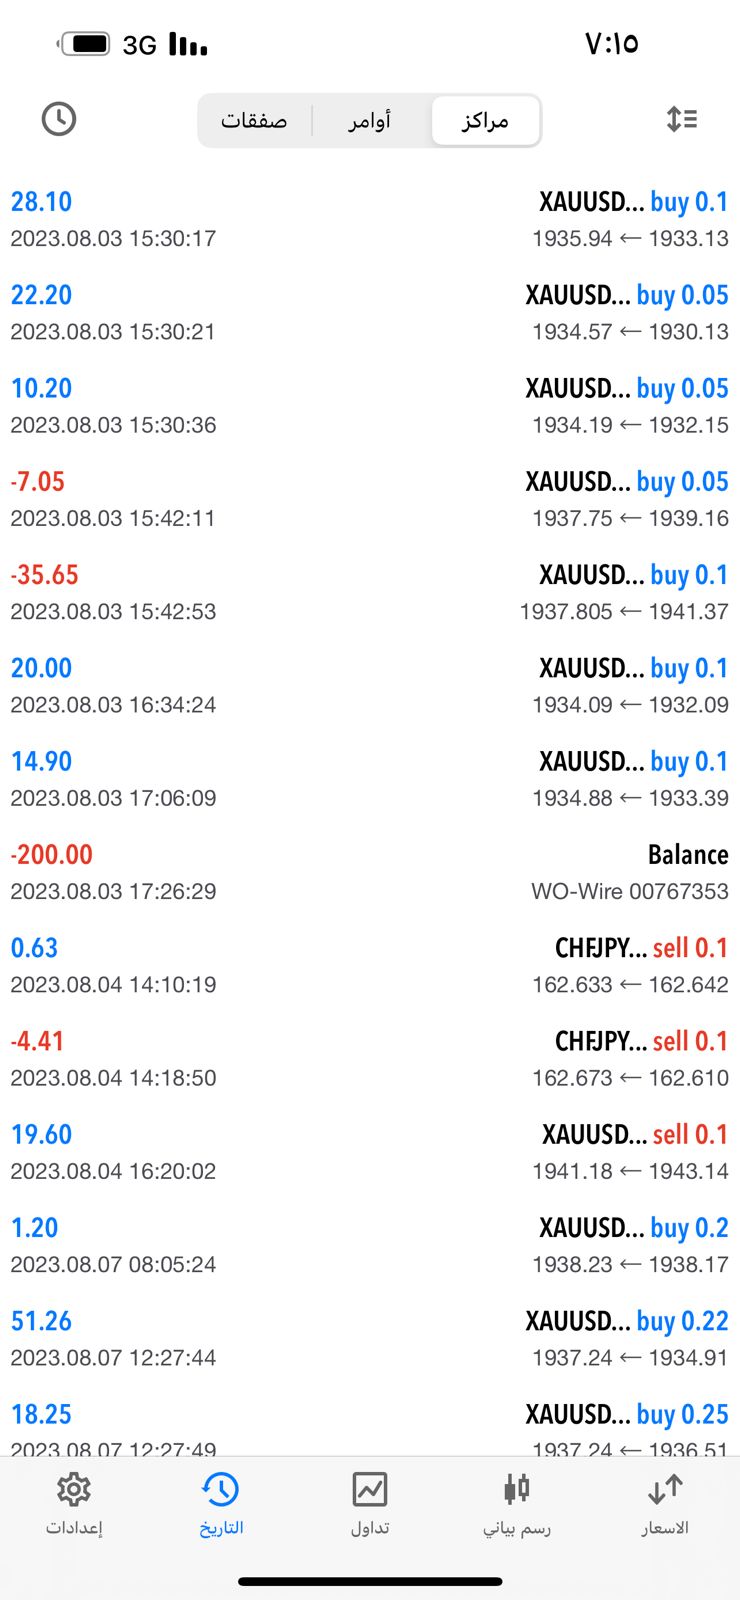 ٧:١٥
3G
مراكز
أوامر
صفقات
XAUUSD... buy 0.1
28.10
1935.94 ← 1933.13
2023.08.03 15:30:17
XAUUSD... buy 0.05
22.20
1934.57 ← 1930.13
2023.08.03 15:30:21
XAUUSD... buy 0.05
10.20
1934.19 ← 1932.15
2023.08.03 15:30:36
XAUUSD... buy 0.05
-7.05
1937.75 ← 1939.16
2023.08.03 15:42:11
XAUUSD... buy 0.1
-35.65
1937.805 ← 1941.37
2023.08.03 15:42:53
XAUUSD... buy 0.1
20.00
1934.09 ← 1932.09
2023.08.03 16:34:24
XAUUSD... buy 0.1
14.90
1934.88 ← 1933.39
2023.08.03 17:06:09
Balance
-200.00
WO-Wire 00767353
2023.08.03 17:26:29
CHFJPY... sell 0.1
0.63
162.633 ← 162.642
2023.08.04 14:10:19
CHFJPY... sell 0.1
-4.41
162.673 ← 162.610
2023.08.04 14:18:50
XAUUSD... sell 0.1
19.60
1941.18 ← 1943.14
2023.08.04 16:20:02
XAUUSD... buy 0.2
1.20
1938.23 ← 1938.17
2023.08.07 08:05:24
XAUUSD... buy 0.22
51.26
1937.24 ← 1934.91
2023.08.07 12:27:44
XAUUSD... buy 0.25
18.25
1937.24 ← 1936.51
2023.08.07 12:27:49
الاسعار
رسم بياني
تداول
التاريخ
إعدادات